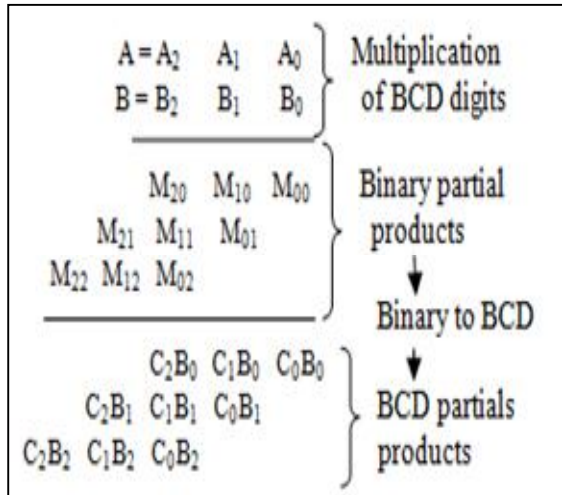 A = A₂ A₁ A₀
B = B₂ B₁ B₀
Multiplication
of BCD digits
M₂₀ M₁₀ M₀₀
M₂₁ M₁₁ M₀₁
M₂₂ M₁₂ M₀₂
Binary partial
products
Binary to BCD
C₂B₀ C₁B₀ C₀B₀
C₂B₁ C₁B₁ C₀B₁
C₂B₂ C₁B₂ C₀B₂
BCD partials
products